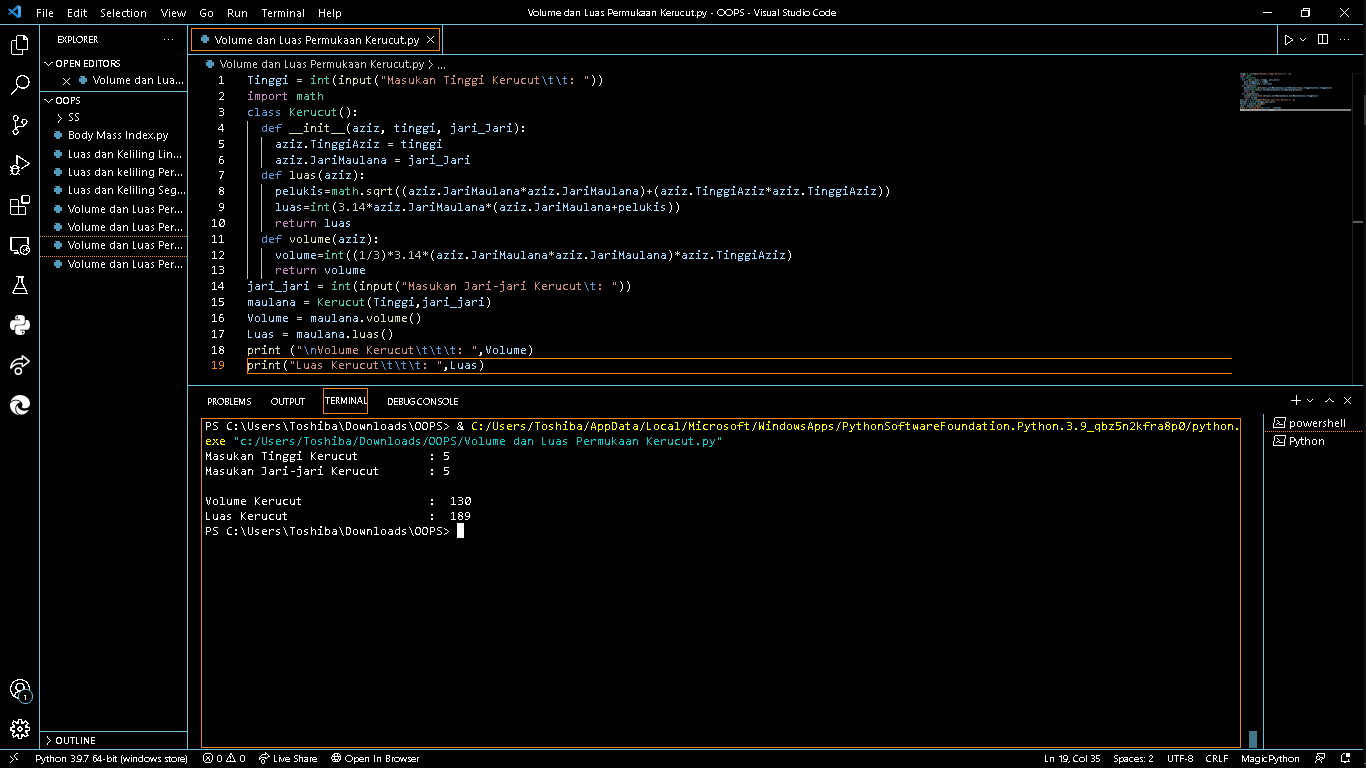 File Edit Selection View Go Run Terminal Help
Volume dan Luas Permukaan Kerucut.py - OOPS - Visual Studio Code
EXPLORER ...
OPEN EDITORS
Volume dan Lua...
OOPS
SS
Body Mass Index.py
Luas dan Keliling Lin...
Luas dan keliling Per...
Luas dan Keliling Seg...
Volume dan Luas Per...
Volume dan Luas Per...
Volume dan Luas Per...
Volume dan Luas Per...
OUTLINE
Volume dan Luas Permukaan Kerucut.py
Volume dan Luas Permukaan Kerucut.py > ...
1 Tinggi = int(input("Masukan Tinggi Kerucut\t\t: "))
2 import math
3 class Kerucut():
4 def __init__(aziz, tinggi, jari_Jari):
5 aziz.TinggiAziz = tinggi
6 aziz.JariMaulana = jari_Jari
7 def luas(aziz):
8 pelukis=math.sqrt((aziz.JariMaulana*aziz.JariMaulana)+(aziz.TinggiAziz*aziz.TinggiAziz))
9 luas=int(3.14*aziz.JariMaulana*(aziz.JariMaulana+pelukis))
10 return luas
11 def volume(aziz):
12 volume=int((1/3)*3.14*(aziz.JariMaulana*aziz.JariMaulana)*aziz.TinggiAziz)
13 return volume
14 jari_jari = int(input("Masukan Jari-jari Kerucut\t: "))
15 maulana = Kerucut(Tinggi,jari_jari)
16 Volume = maulana.volume()
17 Luas = maulana.luas()
18 print ("\nVolume Kerucut\t\t\t: ",Volume)
19 print("Luas Kerucut\t\t\t: ",Luas)
PROBLEMS OUTPUT TERMINAL DEBUG CONSOLE
PS C:\Users\Toshiba\Downloads\OOPS> & C:/Users/Toshiba/AppData/Local/Microsoft/WindowsApps/PythonSoftwareFoundation.Python.3.9_qbz5n2kfra8p0/python.
exe "c:/Users/Toshiba/Downloads/OOPS/Volume dan Luas Permukaan Kerucut.py"
Masukan Tinggi Kerucut : 5
Masukan Jari-jari Kerucut : 5
Volume Kerucut : 130
Luas Kerucut : 189
PS C:\Users\Toshiba\Downloads\OOPS>
powershell
Python
1
Python 3.9.7 64-bit (windows store) 0 0 Live Share Open In Browser Ln 19, Col 35 Spaces: 2 UTF-8 CRLF MagicPython